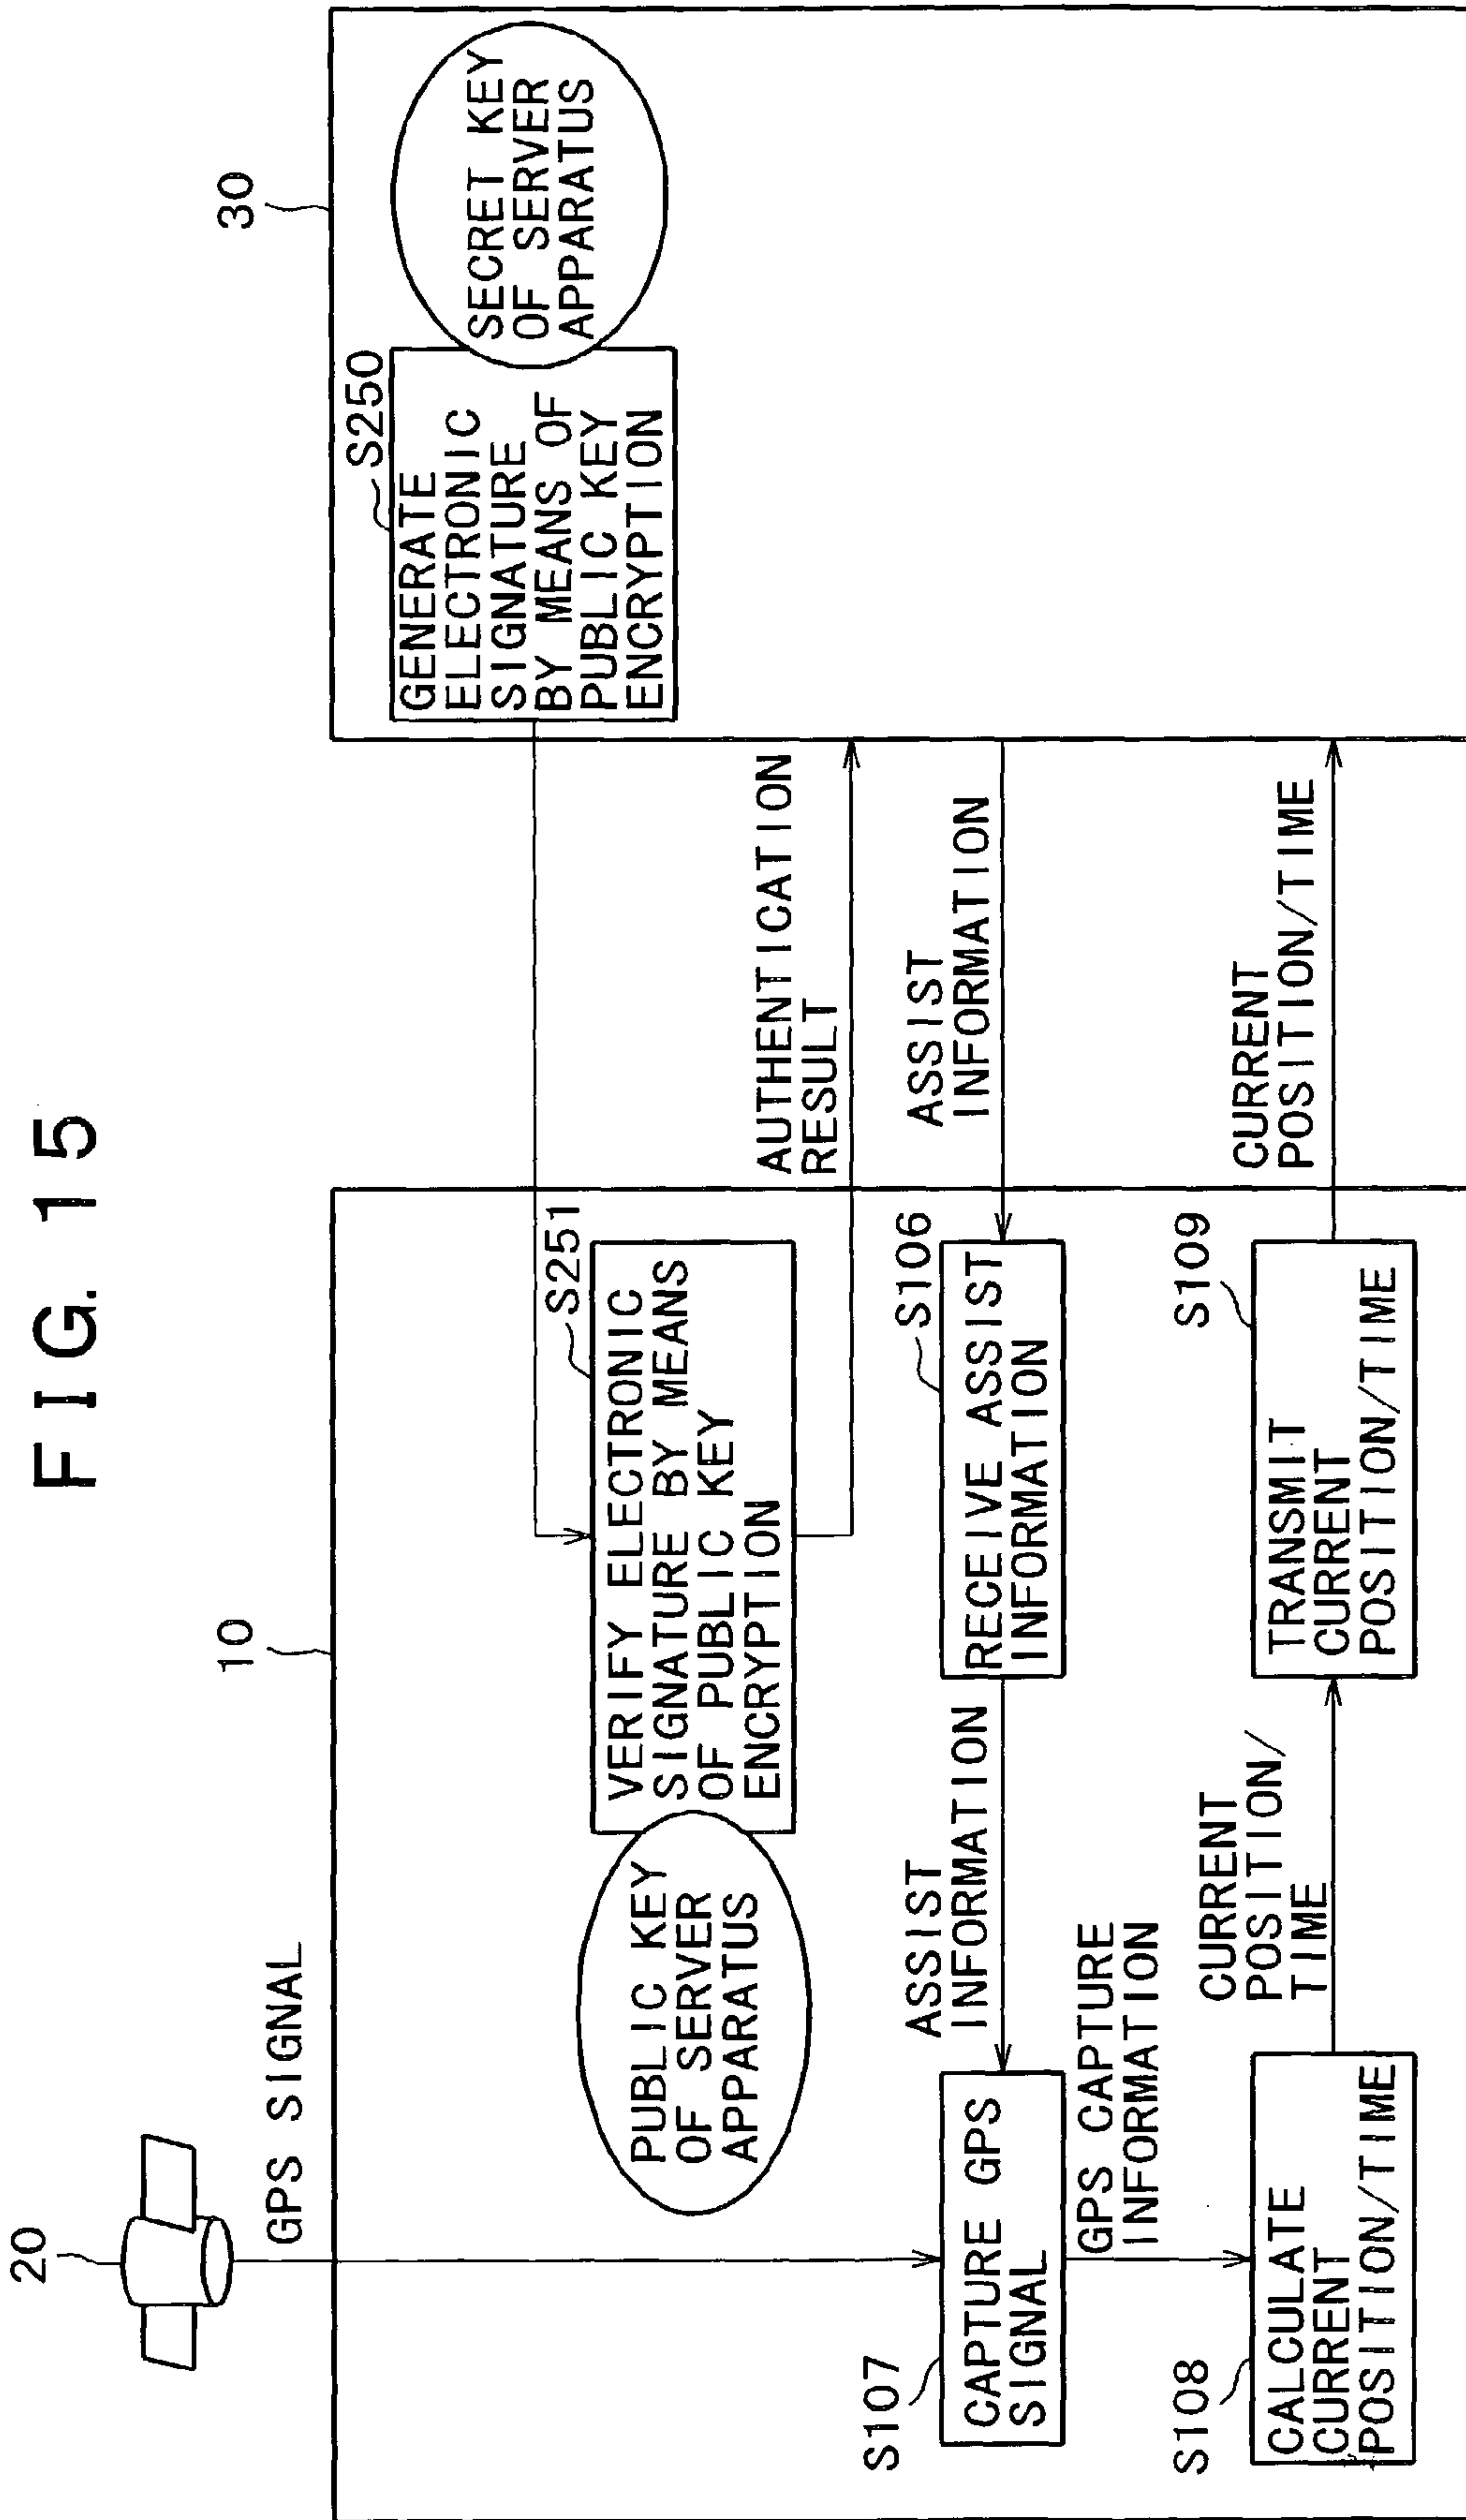 FIG. 15
20
GPS SIGNAL
10
30
S250
GENERATE
ELECTRONIC
SIGNATURE
BY MEANS OF
PUBLIC KEY
ENCRYPTION
SECRET KEY
OF SERVER
APPARATUS
S251
VERIFY ELECTRONIC
SIGNATURE BY MEANS
OF PUBLIC KEY
ENCRYPTION
PUBLIC KEY
OF SERVER
APPARATUS
AUTHENTICATION
RESULT
S107
CAPTURE GPS
SIGNAL
ASSIST
INFORMATION
S106
RECEIVE ASSIST
INFORMATION
ASSIST
INFORMATION
GPS CAPTURE
INFORMATION
S108
CALCULATE
CURRENT
POSITION/TIME
CURRENT
POSITION/
TIME
S109
TRANSMIT
CURRENT
POSITION/TIME
CURRENT
POSITION/TIME